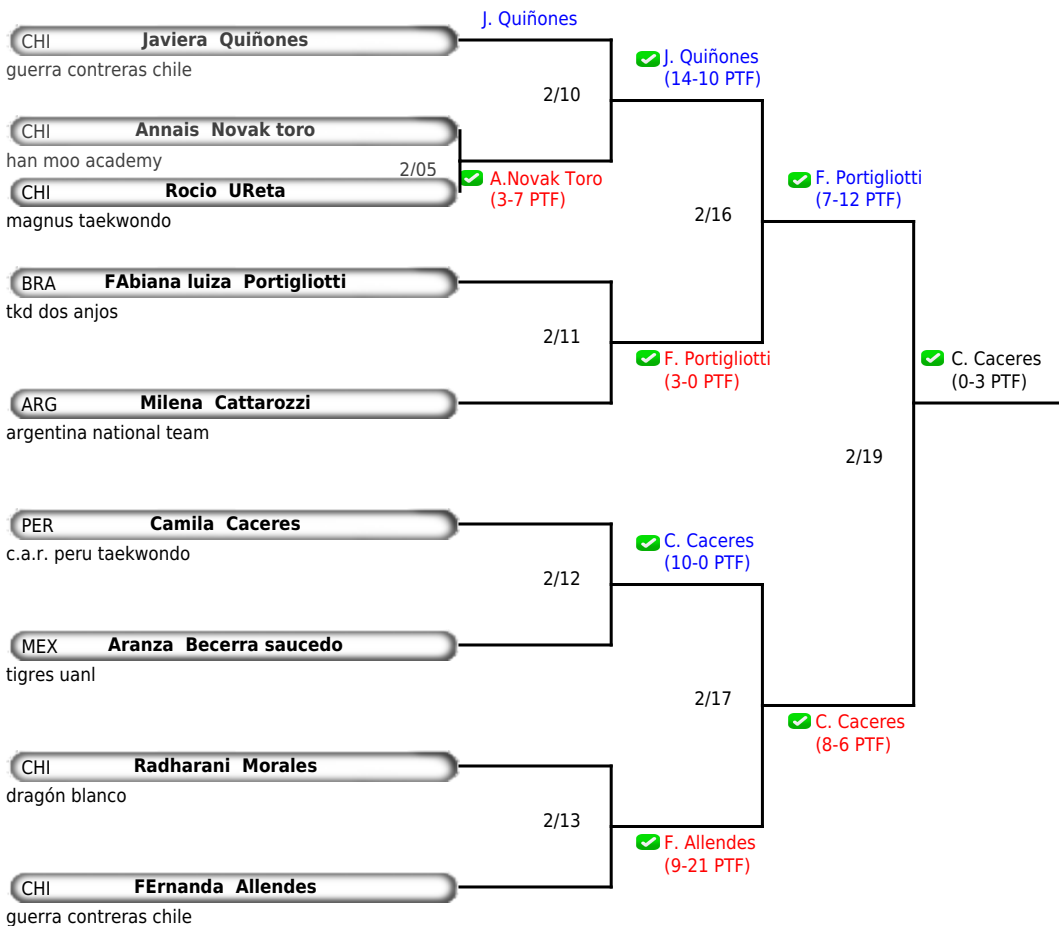 J. Quiñones
CHI Javiera Quiñones
guerra contreras chile
J. Quiñones
(14-10 PTF)
2/10
CHI Annais Novak toro
han moo academy
2/05
CHI Rocio UReta
magnus taekwondo
A.Novak Toro
(3-7 PTF)
F. Portigliotti
(7-12 PTF)
2/16
BRA FAbiana luiza Portigliotti
tkd dos anjos
2/11
F. Portigliotti
(3-0 PTF)
C. Caceres
(0-3 PTF)
ARG Milena Cattarozzi
argentina national team
2/19
PER Camila Caceres
c.a.r. peru taekwondo
C. Caceres
(10-0 PTF)
2/12
MEX Aranza Becerra saucedo
tigres uanl
2/17
C. Caceres
(8-6 PTF)
CHI Radharani Morales
dragón blanco
2/13
F. Allendes
(9-21 PTF)
CHI FErnanda Allendes
guerra contreras chile